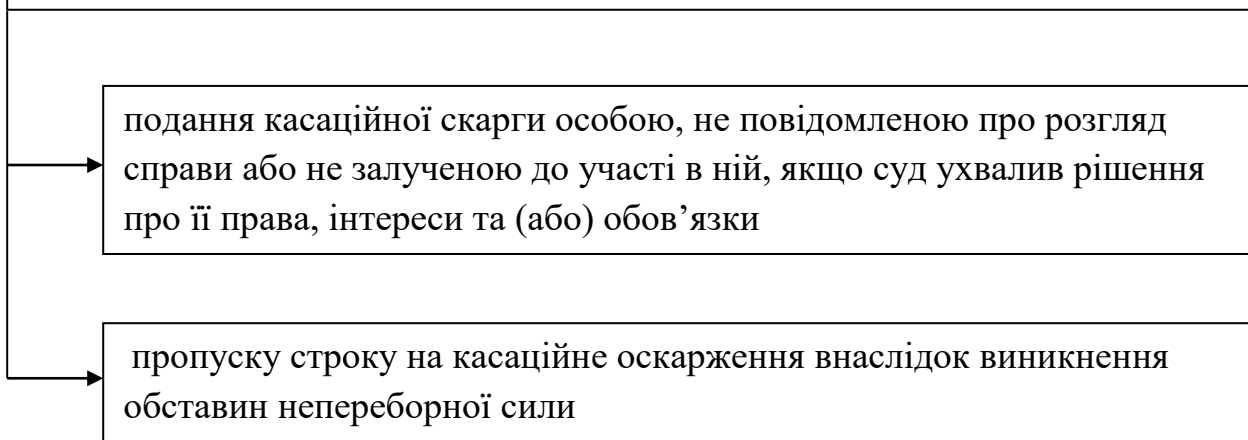 подання касаційної скарги особою, не повідомленою про розгляд
справи або не залученою до участі в ній, якщо суд ухвалив рішення
про її права, інтереси та (або) обов’язки
пропуску строку на касаційне оскарження внаслідок виникнення
обставин непереборної сили